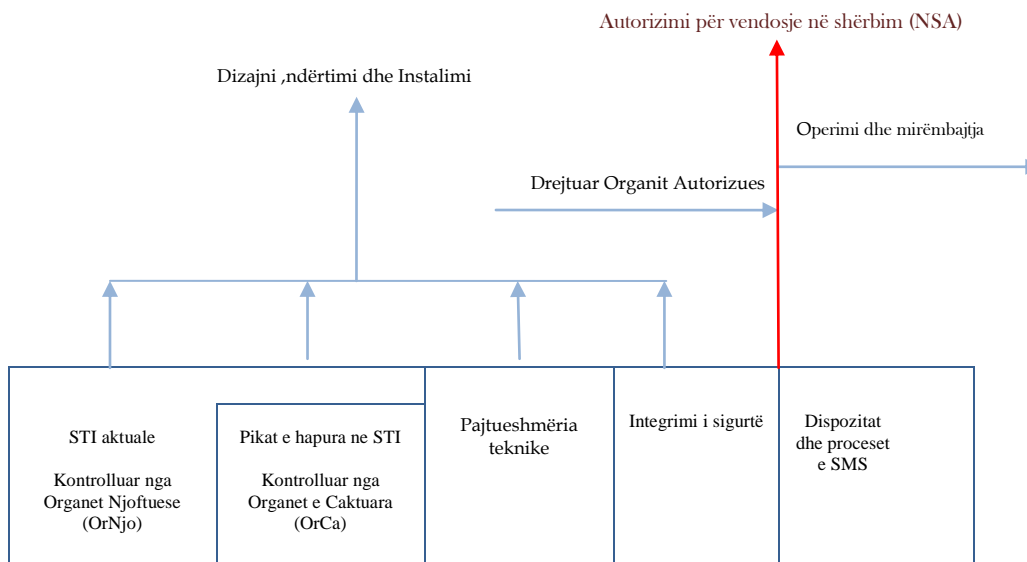 Autorizimi për vendosje në shërbim (NSA)
Dizajni ,ndërtimi dhe Instalimi
Operimi dhe mirëmbajtja
Drejtuar Organit Autorizues
STI aktuale
Kontrolluar nga
Organet Njoftuese
(OrNjo)
Pikat e hapura ne STI
Kontrolluar nga
Organet e Caktuara
(OrCa)
Pajtueshmëria
teknike
Integrimi i sigurtë
Dispozitat
dhe proceset
e SMS